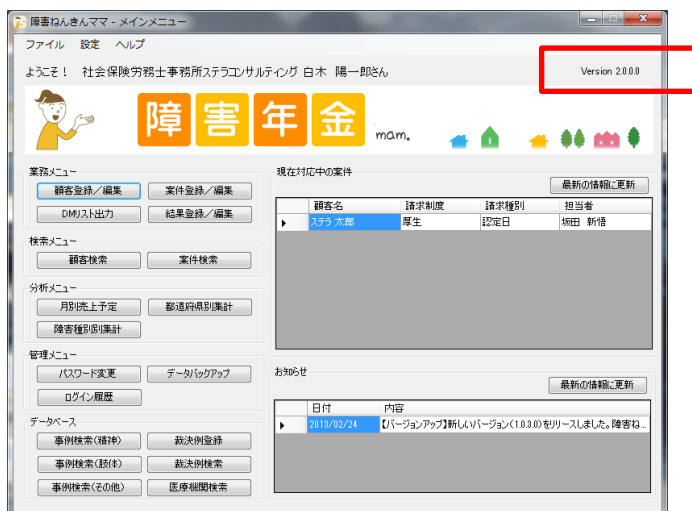 障害ねんきんママ - メインメニュー
ファイル 設定 ヘルプ
ようこそ！ 社会保険労務士事務所ステラコンサルティング 白木 陽一郎さん
Version 2.0.0.0
障害年金 mam.
業務メニュー
顧客登録／編集 案件登録／編集
DMリスト出力 結果登録／編集
検索メニュー
顧客検索 案件検索
分析メニュー
月別売上予定 都道府県別集計
障害種別別集計
管理メニュー
パスワード変更 データバックアップ
ログイン履歴
データベース
事例検索（精神） 裁決例登録
事例検索（肢体） 裁決例検索
事例検索（その他） 医療機関検索
現在対応中の案件
最新の情報に更新
顧客名 請求制度 請求種別 担当者
ステラ 太郎 厚生 認定日 坂田 新悟
お知らせ
最新の情報に更新
日付 内容
2013/02/24 【バージョンアップ】新しいバージョン（1.0.3.0）をリリースしました。障害ね...